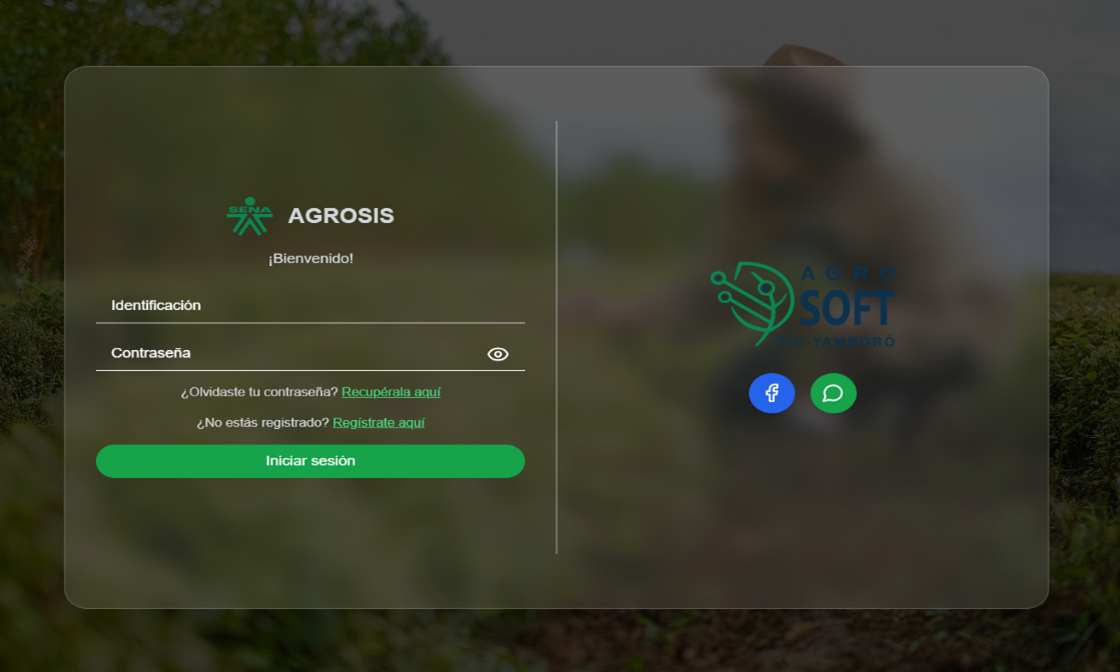 SENA
AGROSIS
¡Bienvenido!
Identificación
Contraseña
¿Olvidaste tu contraseña? Recupérala aquí
¿No estás registrado? Regístrate aquí
Iniciar sesión
AGRO
SOFT
TIC-YAMBORÓ